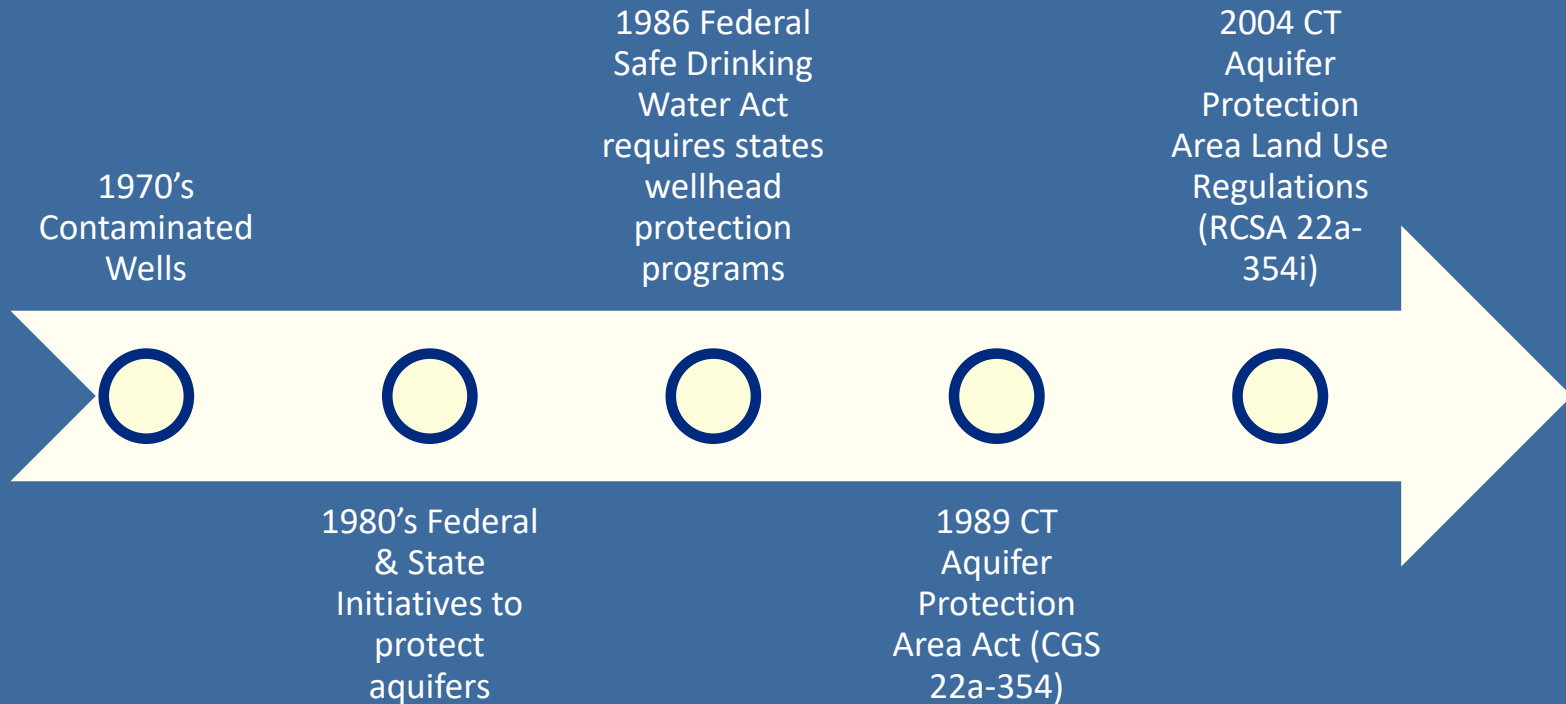 1970’s
Contaminated
Wells
1980’s Federal
& State
Initiatives to
protect
aquifers
1986 Federal
Safe Drinking
Water Act
requires states
wellhead
protection
programs
1989 CT
Aquifer
Protection
Area Act (CGS
22a-354)
2004 CT
Aquifer
Protection
Area Land Use
Regulations
(RCSA 22a-
354i)